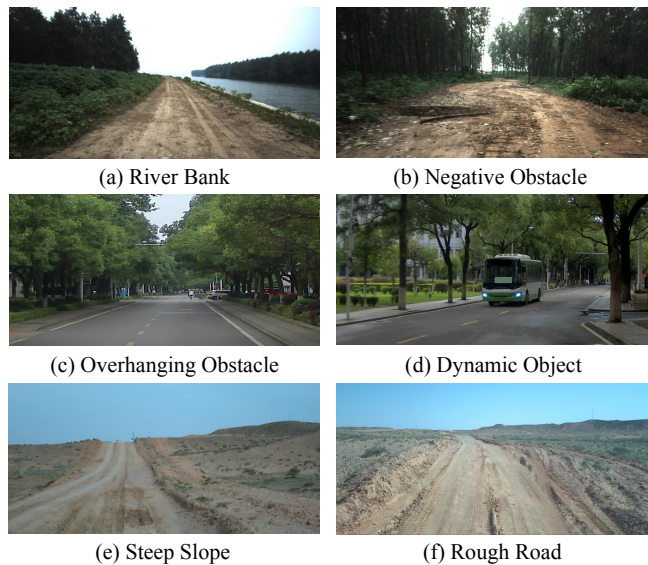 (a) River Bank
(b) Negative Obstacle
(c) Overhanging Obstacle
(d) Dynamic Object
(e) Steep Slope
(f) Rough Road